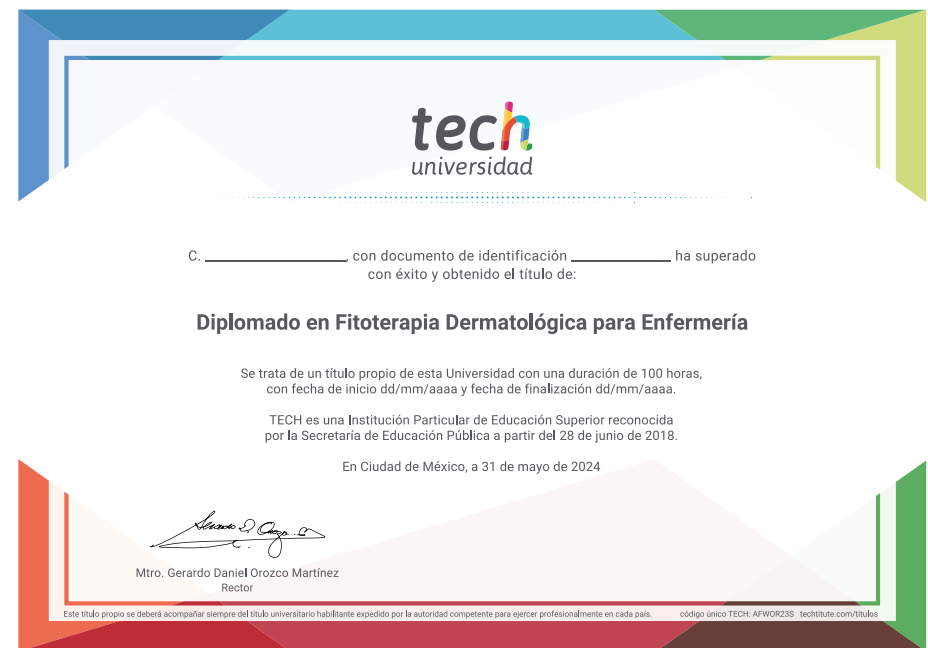 tech
universidad
C. ____________, con documento de identificación ____________ ha superado
con éxito y obtenido el título de:
Diplomado en Fitoterapia Dermatológica para Enfermería
Se trata de un título propio de esta Universidad con una duración de 100 horas,
con fecha de inicio dd/mm/aaaa y fecha de finalización dd/mm/aaaa.
TECH es una Institución Particular de Educación Superior reconocida
por la Secretaría de Educación Pública a partir del 28 de junio de 2018.
En Ciudad de México, a 31 de mayo de 2024
Mtro. Gerardo Daniel Orozco Martínez
Rector
Este título propio se deberá acompañar siempre del título universitario habilitante expedido por la autoridad competente para ejercer profesionalmente en cada país. código único TECH: AFWOR23S techtitute.com/titulos